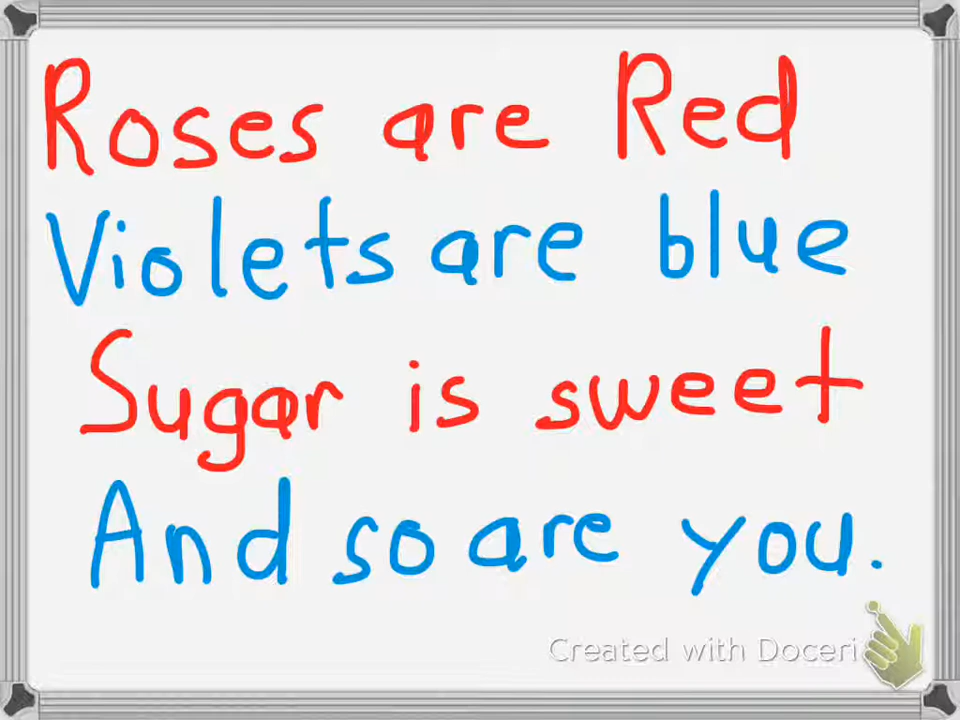 Roses are Red
Violets are blue
Sugar is sweet
And so are you.
Created with Doceri